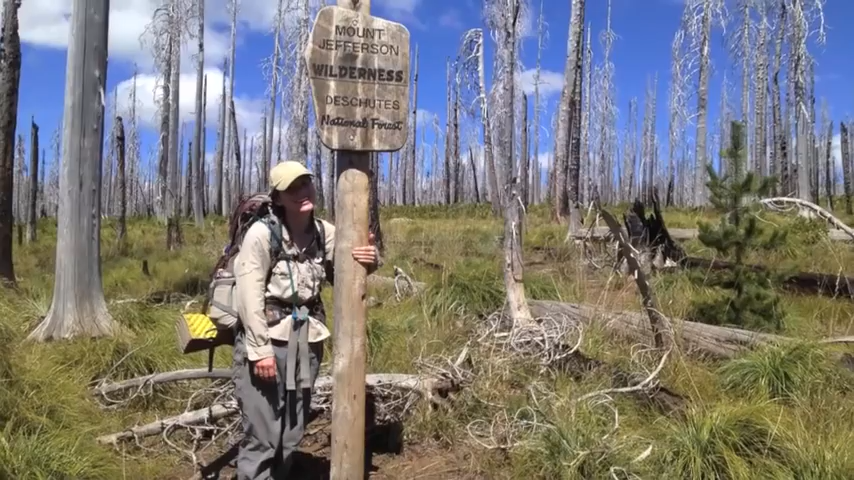 MOUNT
JEFFERSON
WILDERNESS
DESCHUTES
National Forest